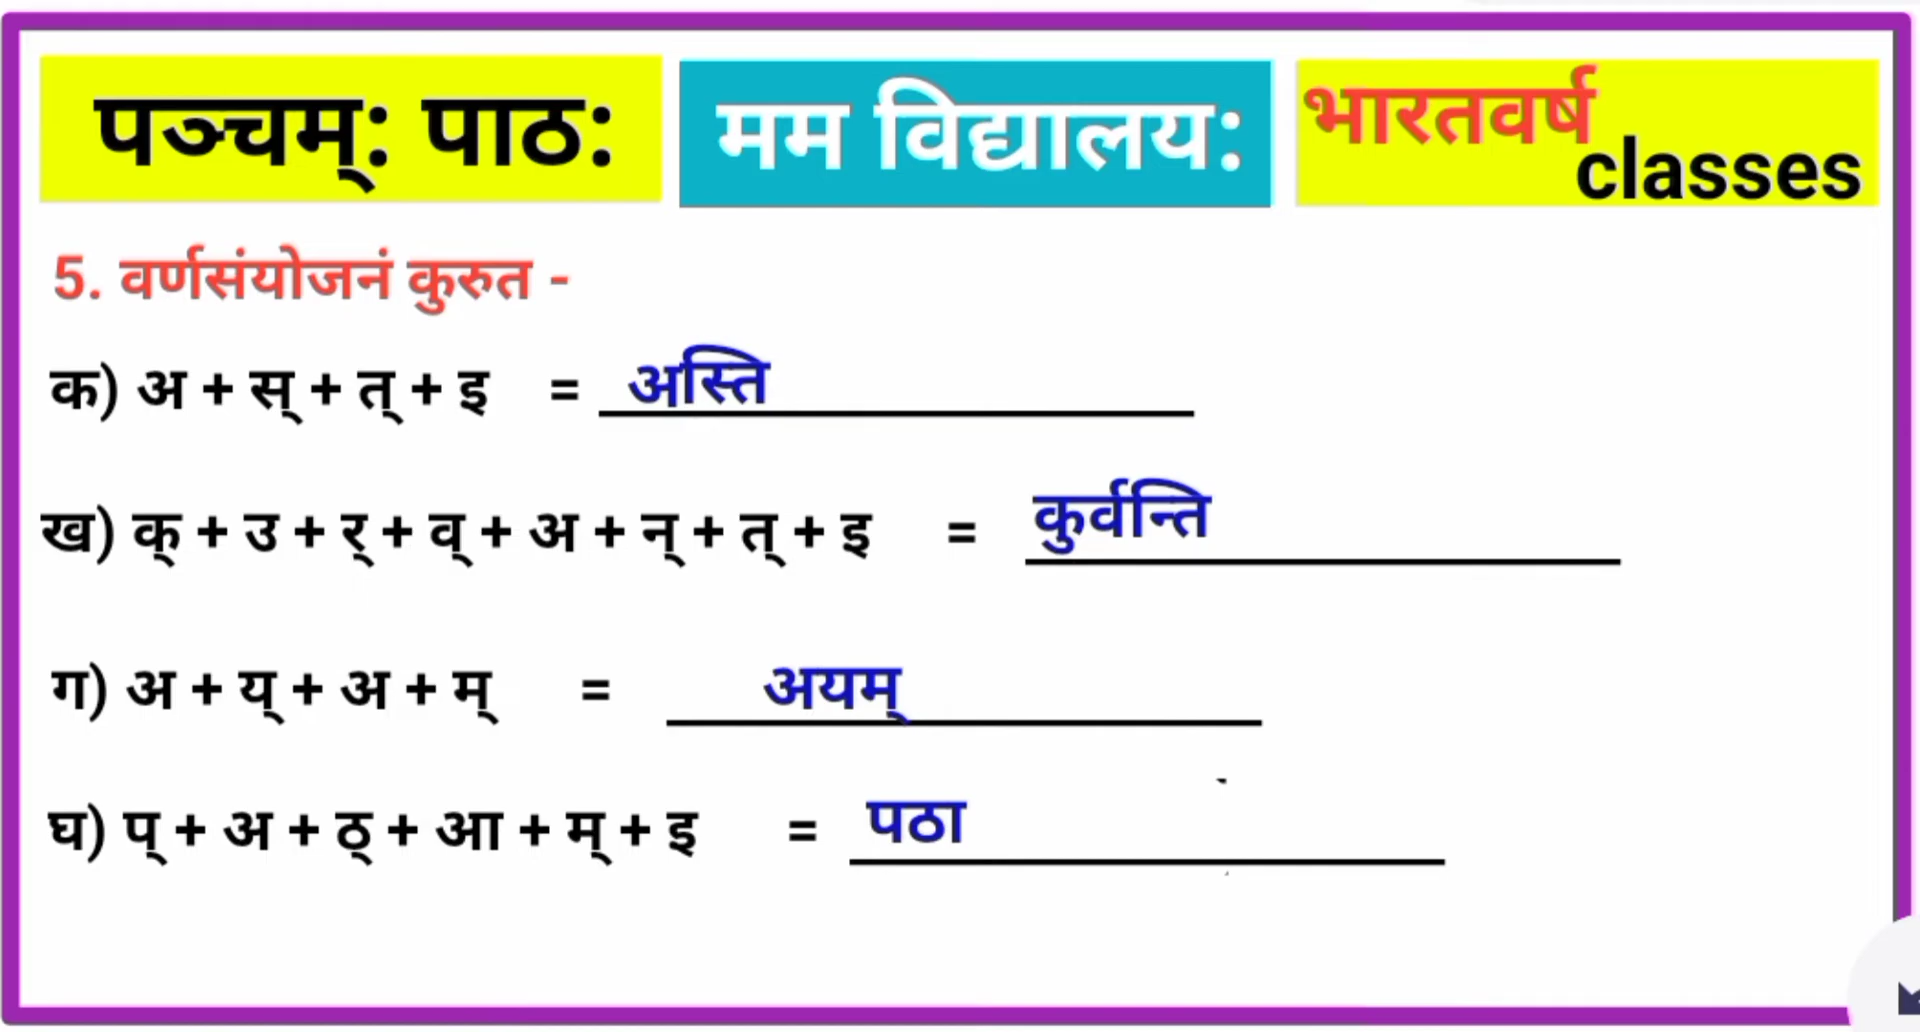 पञ्चम्: पाठ: मम विद्यालय: भारतवर्ष classes
5. वर्णसंयोजनं कुरुत -
क) अ + स् + त् + इ = अस्ति
ख) क् + उ + र् + व् + अ + न् + त् + इ = कुर्वन्ति
ग) अ + य् + अ + म् = अयम्
घ) प् + अ + ठ् + आ + म् + इ = पठा